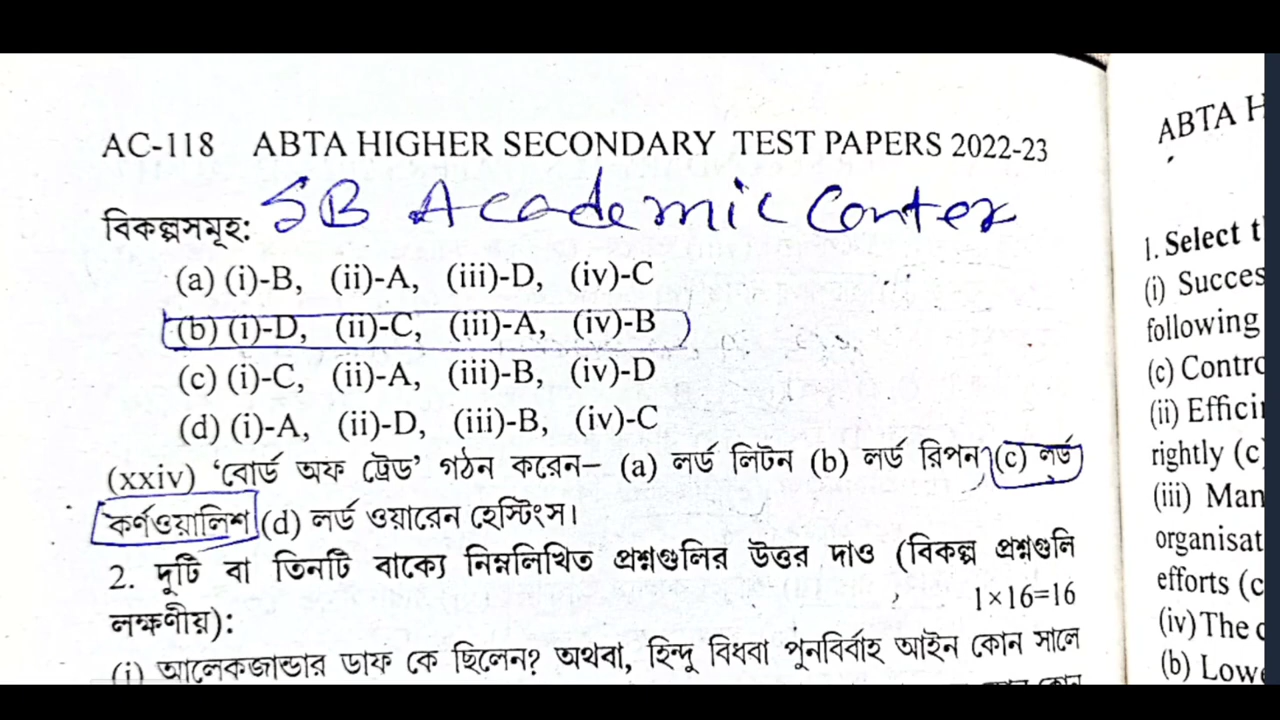 AC-118 ABTA HIGHER SECONDARY TEST PAPERS 2022-23
SB Academic Center
বিকল্পসমূহ:
(a) (i)-B, (ii)-A, (iii)-D, (iv)-C
(b) (i)-D, (ii)-C, (iii)-A, (iv)-B
(c) (i)-C, (ii)-A, (iii)-B, (iv)-D
(d) (i)-A, (ii)-D, (iii)-B, (iv)-C
(xxiv) ‘বোর্ড অফ ট্রেড’ গঠন করেন– (a) লর্ড লিটন (b) লর্ড রিপন (c) লর্ড
কর্ণওয়ালিশ (d) লর্ড ওয়ারেন হেস্টিংস।
2. দুটি বা তিনটি বাক্যে নিম্নলিখিত প্রশ্নগুলির উত্তর দাও (বিকল্প প্রশ্নগুলি
লক্ষণীয়):
1×16=16
(i) আলেকজান্ডার ডাফ কে ছিলেন? অথবা, হিন্দু বিধবা পুনর্বিবাহ আইন কোন সালে
ABTA H
1. Select t
(i) Succes
following
(c) Contro
(ii) Effici
rightly (c)
(iii) Man
organisat
efforts (c
(iv) The
(b) Lowe